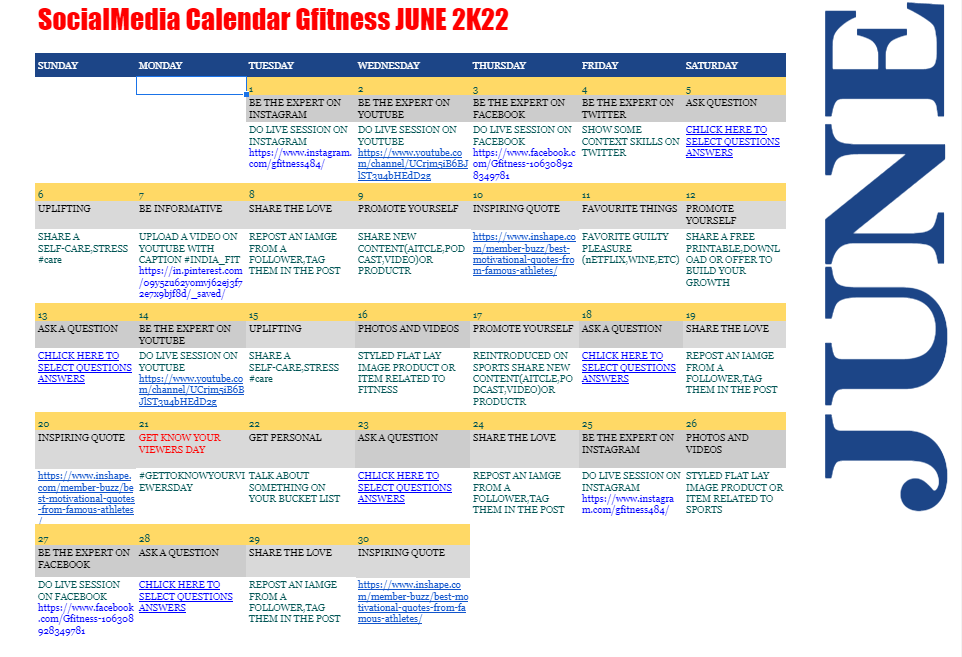 SocialMedia Calendar Gfitness JUNE 2K22
JUNE
SUNDAY MONDAY TUESDAY WEDNESDAY THURSDAY FRIDAY SATURDAY
1 2 3 4 5
BE THE EXPERT ON
INSTAGRAM
BE THE EXPERT ON
YOUTUBE
BE THE EXPERT ON
FACEBOOK
BE THE EXPERT ON
TWITTER
ASK QUESTION
DO LIVE SESSION ON
INSTAGRAM
https://www.instagram.
com/gfitness484/
DO LIVE SESSION ON
YOUTUBE
https://www.youtube.co
m/channel/UCrjm5iB6BJ
lST3u4bHEdD2g
DO LIVE SESSION ON
FACEBOOK
https://www.facebook.c
om/Gfitness-10630892
8349781
SHOW SOME
CONTEXT SKILLS ON
TWITTER
CHLICK HERE TO
SELECT QUESTIONS
ANSWERS
6 7 8 9 10 11 12
UPLIFTING
BE INFORMATIVE
SHARE THE LOVE
PROMOTE YOURSELF
INSPIRING QUOTE
FAVOURITE THINGS
PROMOTE
YOURSELF
SHARE A
SELF-CARE,STRESS
#care
UPLOAD A VIDEO ON
YOUTUBE WITH
CAPTION #INDIA_FIT
https://in.pinterest.com
/o9y5zu62yomvj62ej3f7
2e7x9bjf8d/_saved/
REPOST AN IAMGE
FROM A
FOLLOWER,TAG
THEM IN THE POST
SHARE NEW
CONTENT(AITCLE,POD
CAST,VIDEO)OR
PRODUCTR
https://www.inshape.co
m/member-buzz/best-
motivational-quotes-fro
m-famous-athletes/
FAVORITE GUILTY
PLEASURE
(nETFLIX,WINE,ETC)
SHARE A FREE
PRINTABLE,DOWNL
OAD OR OFFER TO
BUILD YOUR
GROWTH
13 14 15 16 17 18 19
ASK A QUESTION
BE THE EXPERT ON
YOUTUBE
UPLIFTING
PHOTOS AND VIDEOS
PROMOTE YOURSELF
ASK A QUESTION
SHARE THE LOVE
CHLICK HERE TO
SELECT QUESTIONS
ANSWERS
DO LIVE SESSION ON
YOUTUBE
https://www.youtube.co
m/channel/UCrjm5iB6B
JlST3u4bHEdD2g
SHARE A
SELF-CARE,STRESS
#care
STYLED FLAT LAY
IMAGE PRODUCT OR
ITEM RELATED TO
FITNESS
REINTRODUCED ON
SPORTS SHARE NEW
CONTENT(AITCLE,PO
DCAST,VIDEO)OR
PRODUCTR
CHLICK HERE TO
SELECT QUESTIONS
ANSWERS
REPOST AN IAMGE
FROM A
FOLLOWER,TAG
THEM IN THE POST
20 21 22 23 24 25 26
INSPIRING QUOTE
GET KNOW YOUR
VIEWERS DAY
GET PERSONAL
ASK A QUESTION
SHARE THE LOVE
BE THE EXPERT ON
INSTAGRAM
PHOTOS AND
VIDEOS
https://www.inshape.
com/member-buzz/be
st-motivational-quotes
-from-famous-athletes
/
#GETTOKNOWYOURVI
EWERSDAY
TALK ABOUT
SOMETHING ON
YOUR BUCKET LIST
CHLICK HERE TO
SELECT QUESTIONS
ANSWERS
REPOST AN IAMGE
FROM A
FOLLOWER,TAG
THEM IN THE POST
DO LIVE SESSION ON
INSTAGRAM
https://www.instagra
m.com/gfitness484/
STYLED FLAT LAY
IMAGE PRODUCT OR
ITEM RELATED TO
SPORTS
27 28 29 30
BE THE EXPERT ON
FACEBOOK
ASK A QUESTION
SHARE THE LOVE
INSPIRING QUOTE
DO LIVE SESSION
ON FACEBOOK
https://www.facebook
.com/Gfitness-106308
928349781
CHLICK HERE TO
SELECT QUESTIONS
ANSWERS
REPOST AN IAMGE
FROM A
FOLLOWER,TAG
THEM IN THE POST
https://www.inshape.co
m/member-buzz/best-mo
tivational-quotes-from-fa
mous-athletes/